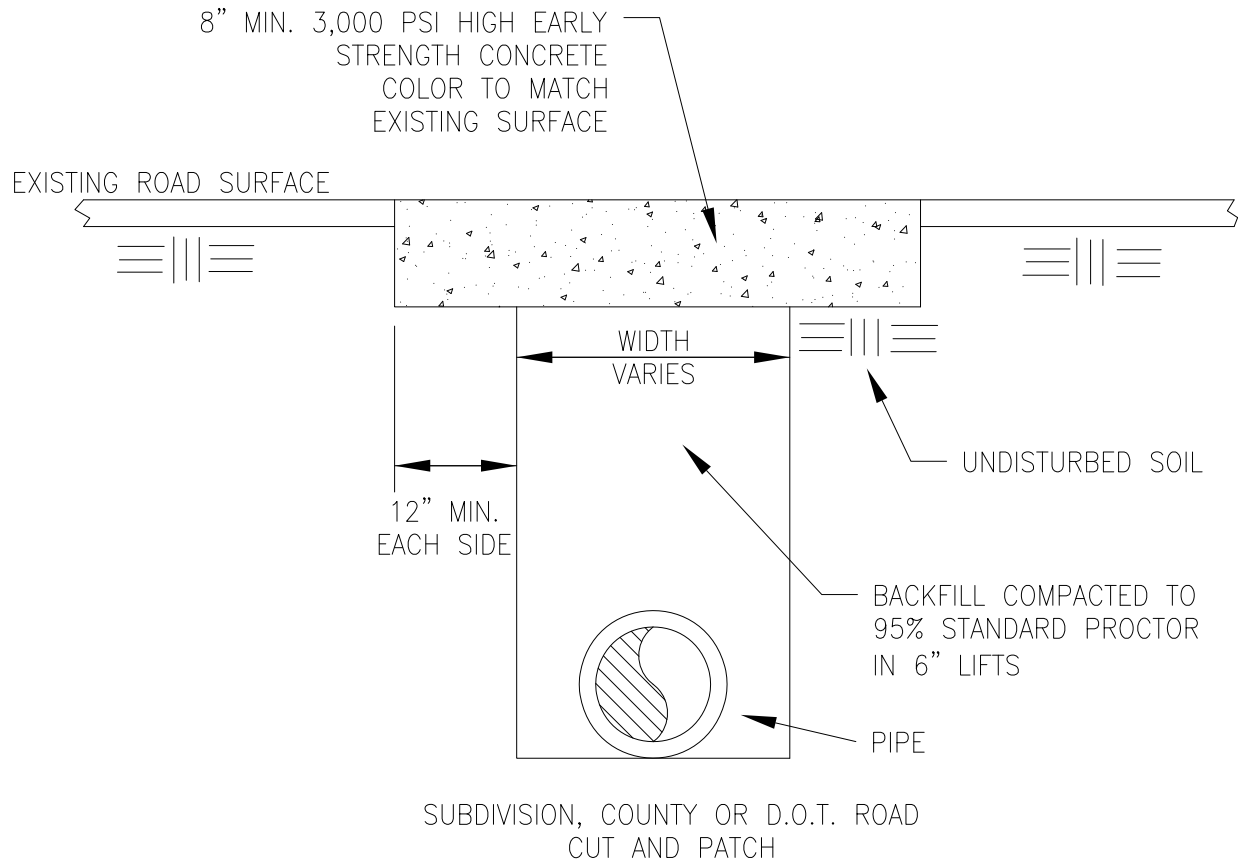 8” MIN. 3,000 PSI HIGH EARLY
STRENGTH CONCRETE
COLOR TO MATCH
EXISTING SURFACE
EXISTING ROAD SURFACE
WIDTH
VARIES
UNDISTURBED SOIL
12” MIN.
EACH SIDE
BACKFILL COMPACTED TO
95% STANDARD PROCTOR
IN 6” LIFTS
PIPE
SUBDIVISION, COUNTY OR D.O.T. ROAD
CUT AND PATCH